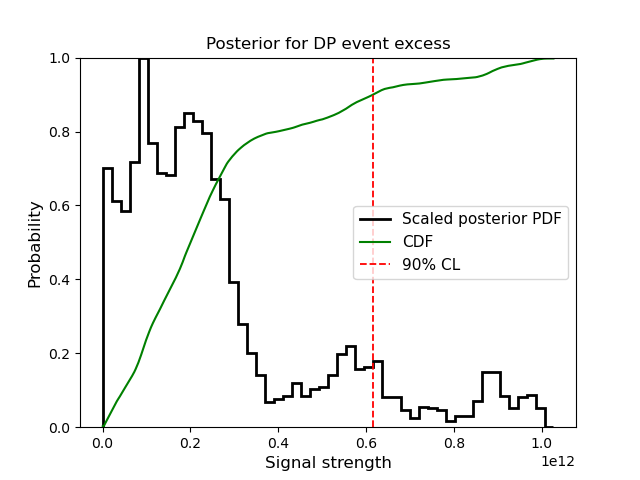 Posterior for DP event excess
1.0
0.8
0.6
0.4
0.2
0.0
Probability
Scaled posterior PDF
CDF
90% CL
0.0 0.2 0.4 0.6 0.8 1.0
1e12
Signal strength